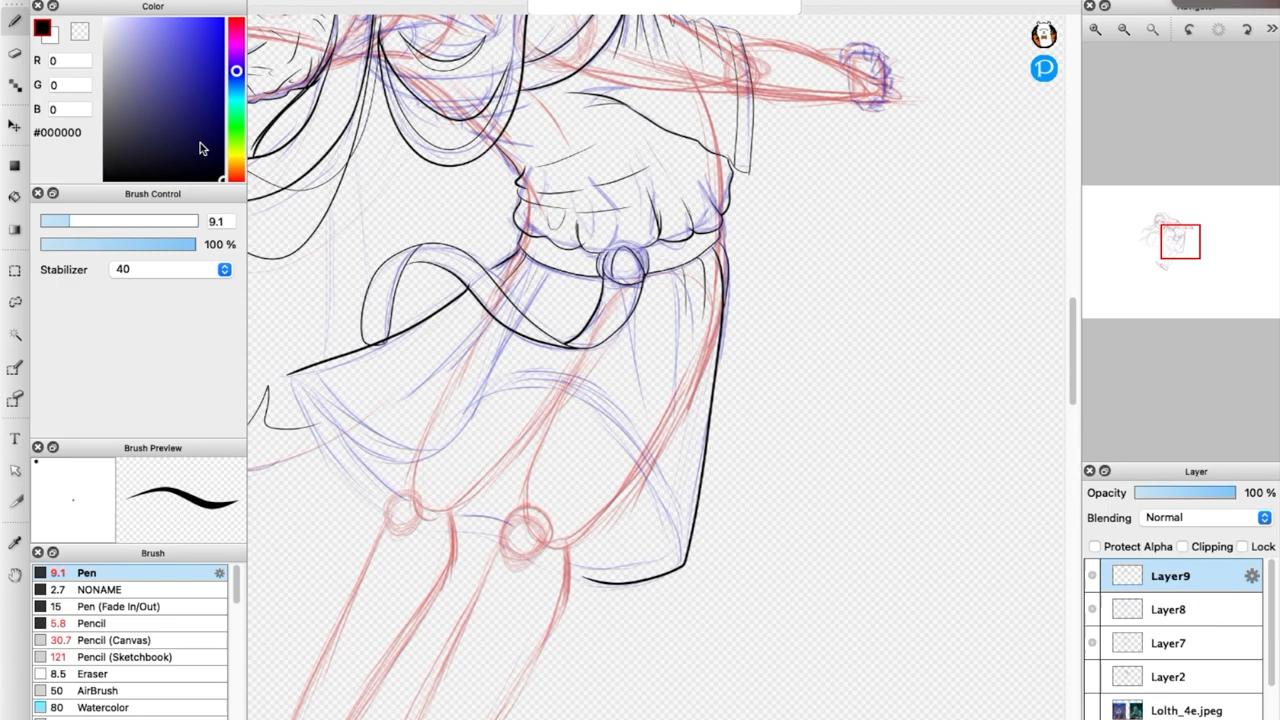 Color
R 0
G 0
B 0
#000000
Brush Control
9.1
100 %
Stabilizer 40
Brush Preview
Brush
9.1 Pen
2.7 NONAME
15 Pen (Fade In/Out)
5.8 Pencil
30.7 Pencil (Canvas)
121 Pencil (Sketchbook)
8.5 Eraser
50 AirBrush
80 Watercolor
T
P
Layer
Opacity 100 %
Blending Normal
Protect Alpha Clipping Lock
Layer9
Layer8
Layer7
Layer2
Lolth_4e.jpeg